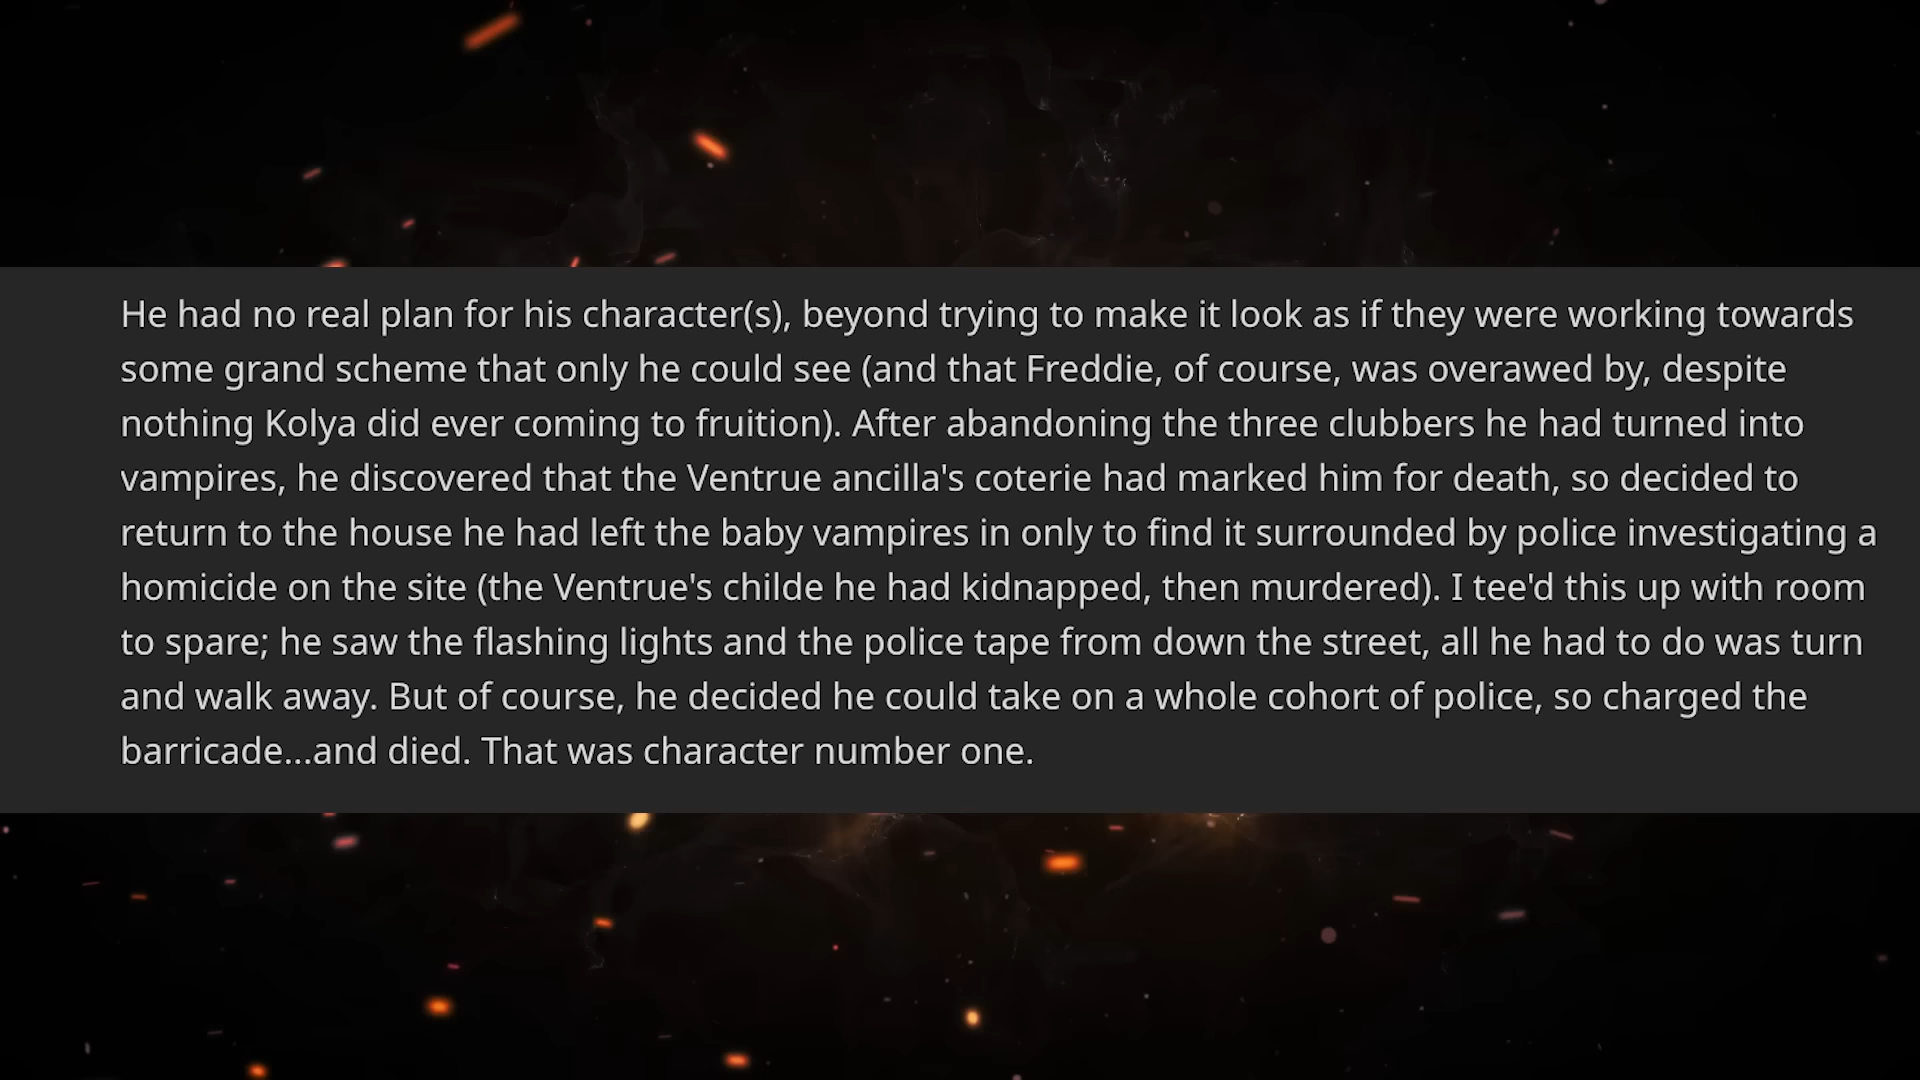 He had no real plan for his character(s), beyond trying to make it look as if they were working towards
some grand scheme that only he could see (and that Freddie, of course, was overawed by, despite
nothing Kolya did ever coming to fruition). After abandoning the three clubbers he had turned into
vampires, he discovered that the Ventrue ancilla's coterie had marked him for death, so decided to
return to the house he had left the baby vampires in only to find it surrounded by police investigating a
homicide on the site (the Ventrue's childe he had kidnapped, then murdered). I tee'd this up with room
to spare; he saw the flashing lights and the police tape from down the street, all he had to do was turn
and walk away. But of course, he decided he could take on a whole cohort of police, so charged the
barricade...and died. That was character number one.